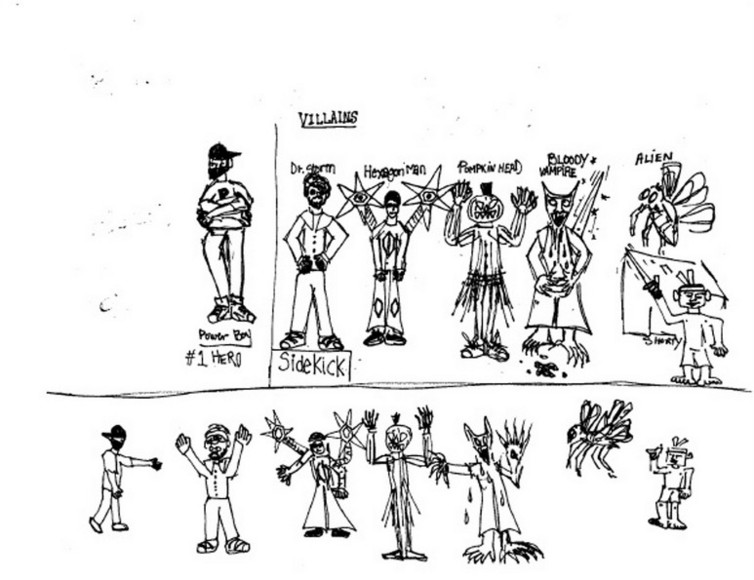 VILLAINS
Dr. Storm
Hexagon Man
PUMPKIN HEAD
BLOODY
VAMPIRE
ALIEN
P
Power Boy
#1 HERO
Sidekick
SHORTY